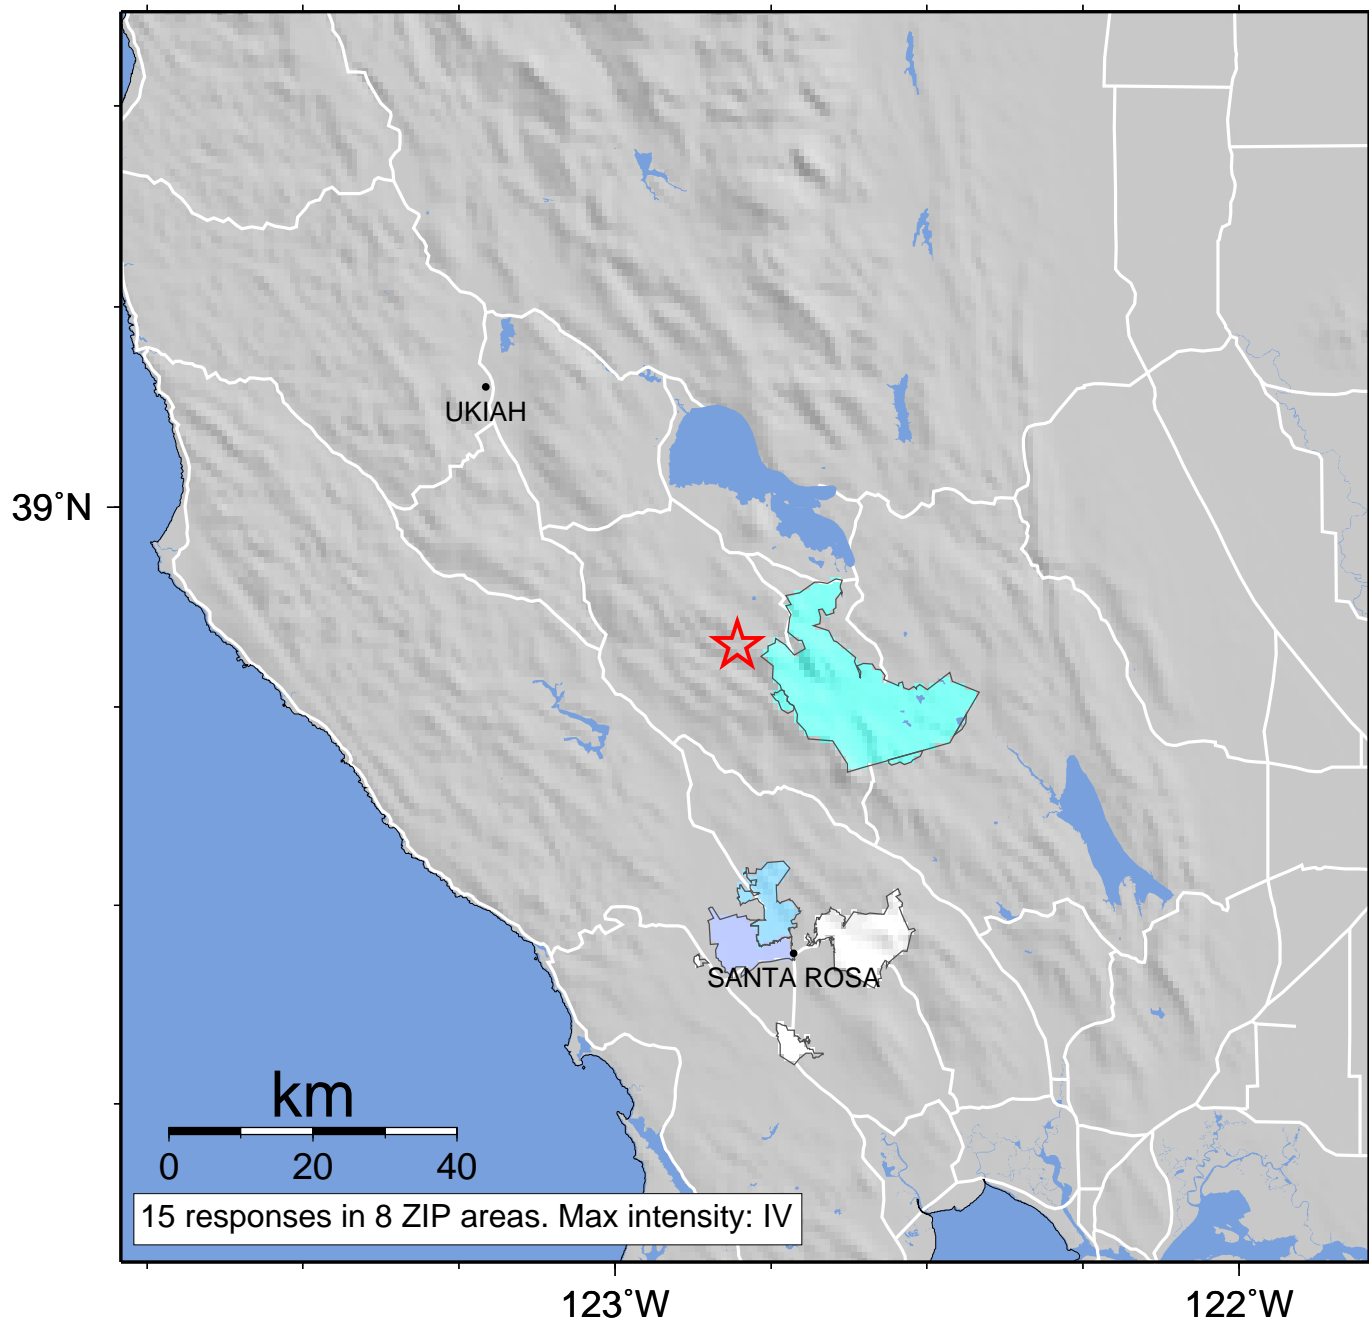 UKIAH
39˚N
SANTA ROSA
km
0 20 40
15 responses in 8 ZIP areas. Max intensity: IV
123˚W 122˚W